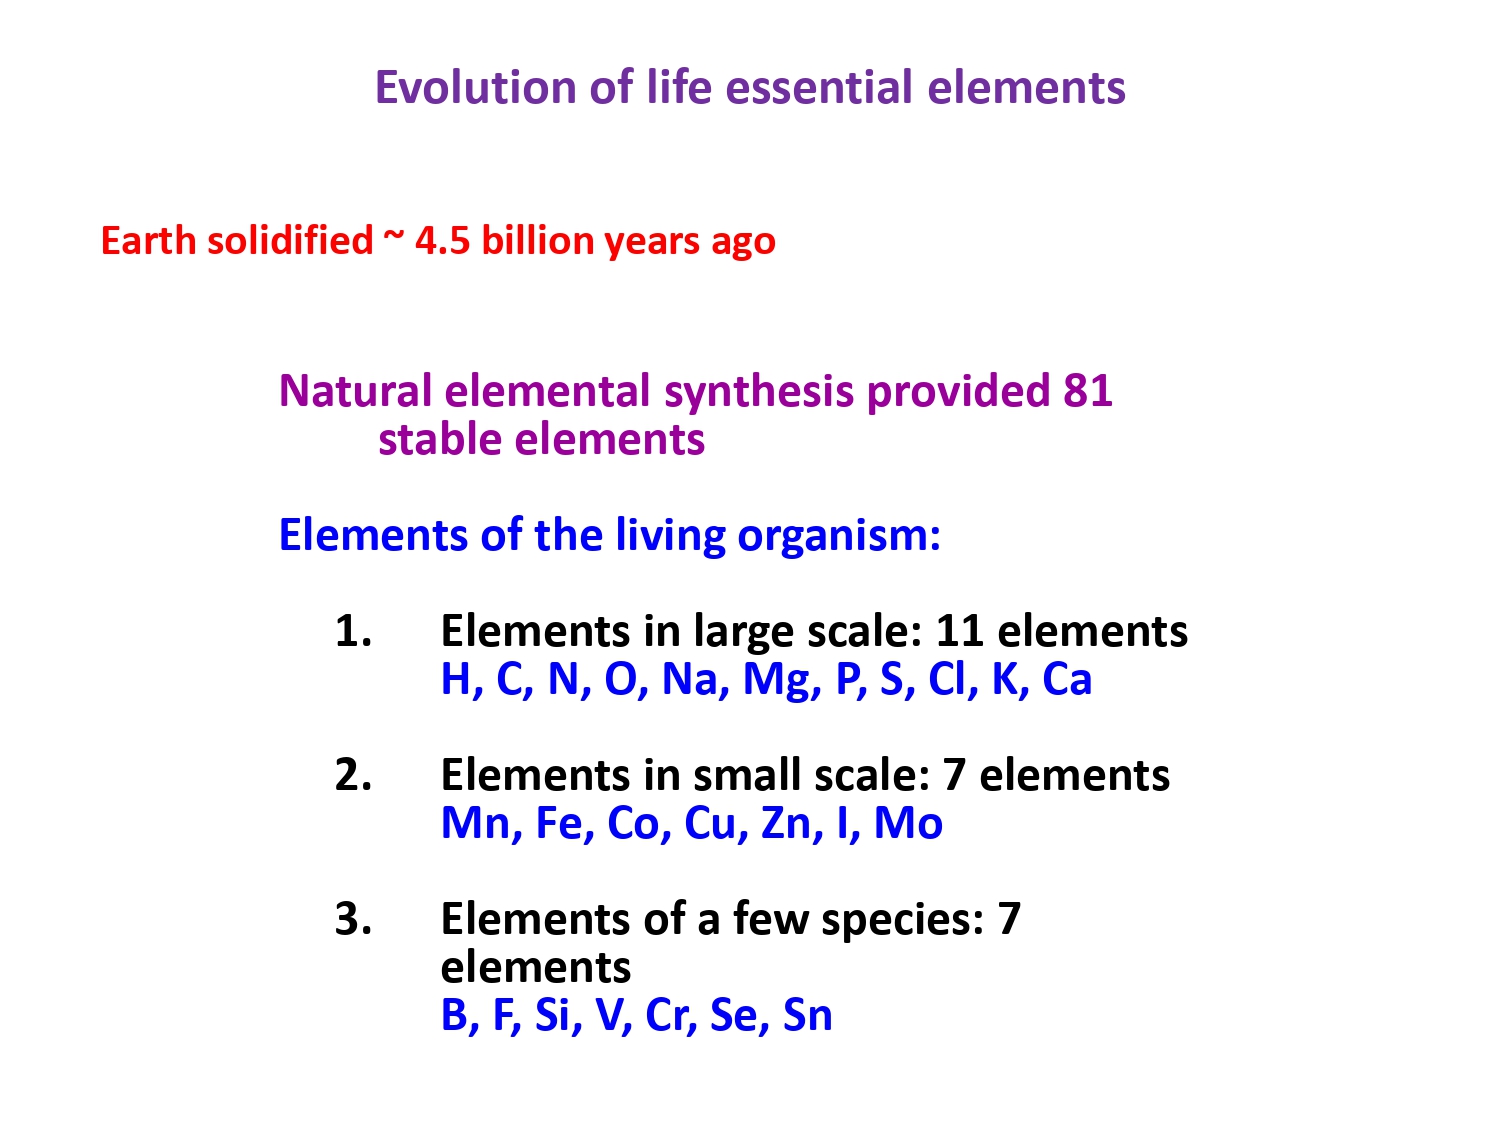 Evolution of life essential elements
Earth solidified ~ 4.5 billion years ago
Natural elemental synthesis provided 81
stable elements
Elements of the living organism:
1. Elements in large scale: 11 elements
H, C, N, O, Na, Mg, P, S, Cl, K, Ca
2. Elements in small scale: 7 elements
Mn, Fe, Co, Cu, Zn, I, Mo
3. Elements of a few species: 7
elements
B, F, Si, V, Cr, Se, Sn